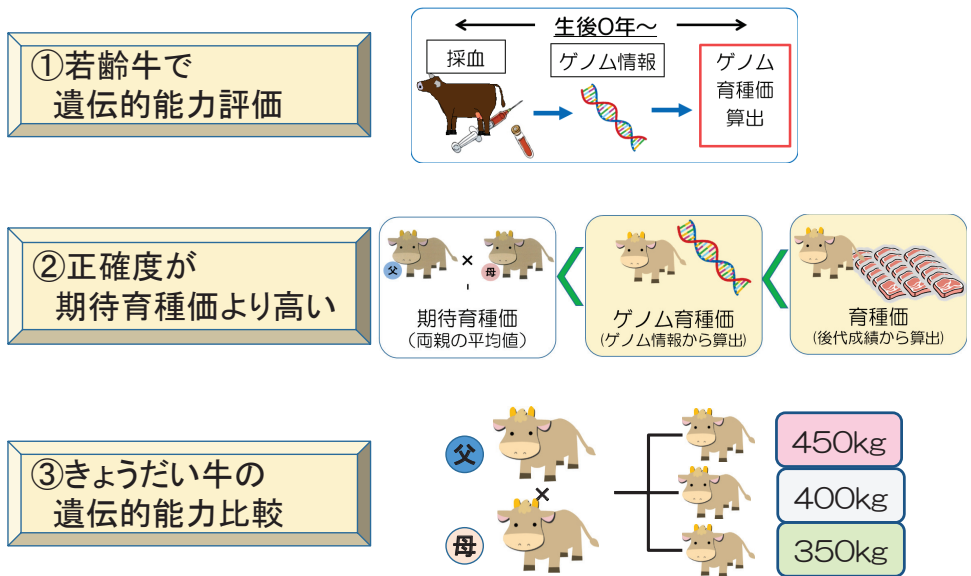 ①若齢牛で
遺伝的能力評価
生後0年～
採血
ゲノム情報
ゲノム
育種価
算出
②正確度が
期待育種価より高い
父
×
母
期待育種価
（両親の平均値）
ゲノム育種価
(ゲノム情報から算出)
育種価
(後代成績から算出)
③きょうだい牛の
遺伝的能力比較
父
×
母
450kg
400kg
350kg